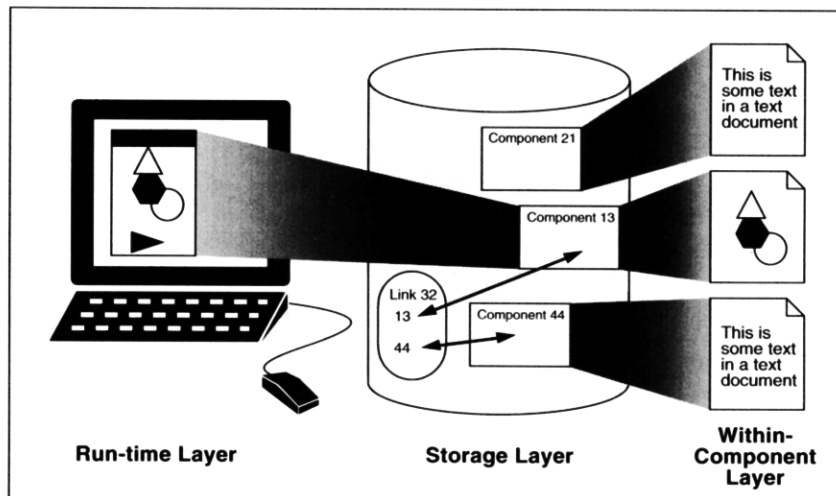 This is
some text
in a text
document
Component 21
Component 13
Link 32
13
44
Component 44
This is
some text
in a text
document
Run-time Layer
Storage Layer
Within-
Component
Layer